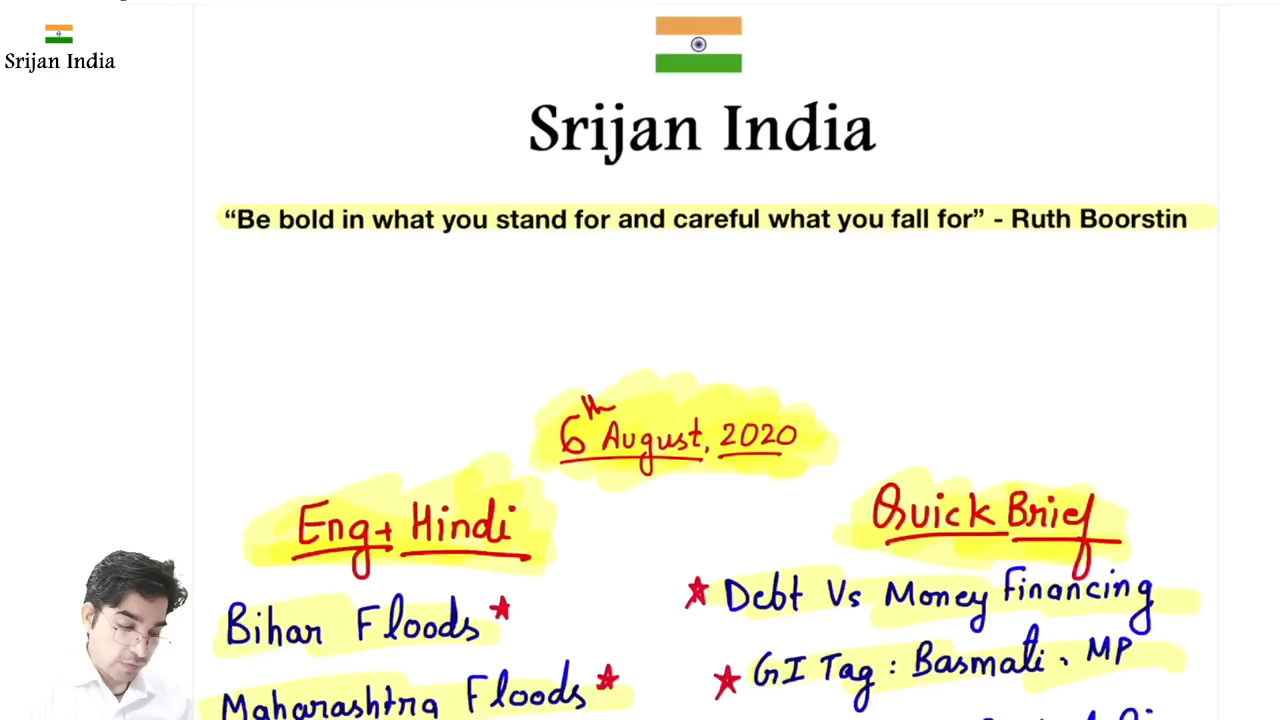 Srijan India
Srijan India
“Be bold in what you stand for and careful what you fall for” - Ruth Boorstin
6th August, 2020
Eng + Hindi
Quick Brief
Bihar Floods
Debt Vs Money Financing
Maharashtra Floods
GI Tag : Basmati, MP